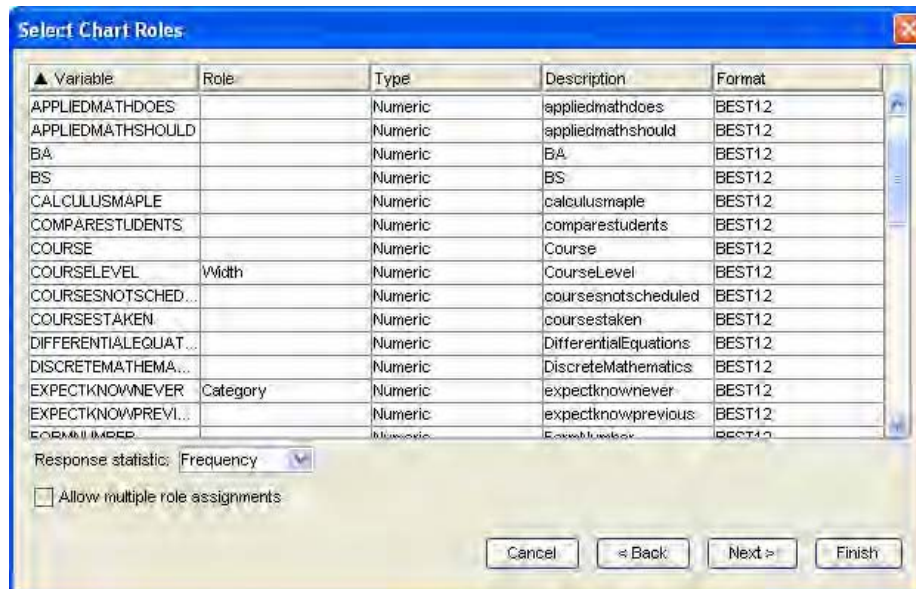 Select Chart Roles
▲ Variable Role Type Description Format
APPLIEDMATHDOES Numeric appliedmathdoes BEST12
APPLIEDMATHSHOULD Numeric appliedmathshould BEST12
BA Numeric BA BEST12
BS Numeric BS BEST12
CALCULUSMAPLE Numeric calculusmaple BEST12
COMPARESTUDENTS Numeric comparestudents BEST12
COURSE Numeric Course BEST12
COURSELEVEL Width Numeric CourseLevel BEST12
COURSESNOTSCHED... Numeric coursesnotscheduled BEST12
COURSESTAKEN Numeric coursestaken BEST12
DIFFERENTIALEQUAT... Numeric DifferentialEquations BEST12
DISCRETEMATHEMA... Numeric DiscreteMathematics BEST12
EXPECTKNOWNEVER Category Numeric expectknownever BEST12
EXPECTKNOWPREVI... Numeric expectknowprevious BEST12
FORMNUMBER Numeric FormNumber BEST12
Response statistic: Frequency
Allow multiple role assignments
Cancel < Back Next > Finish